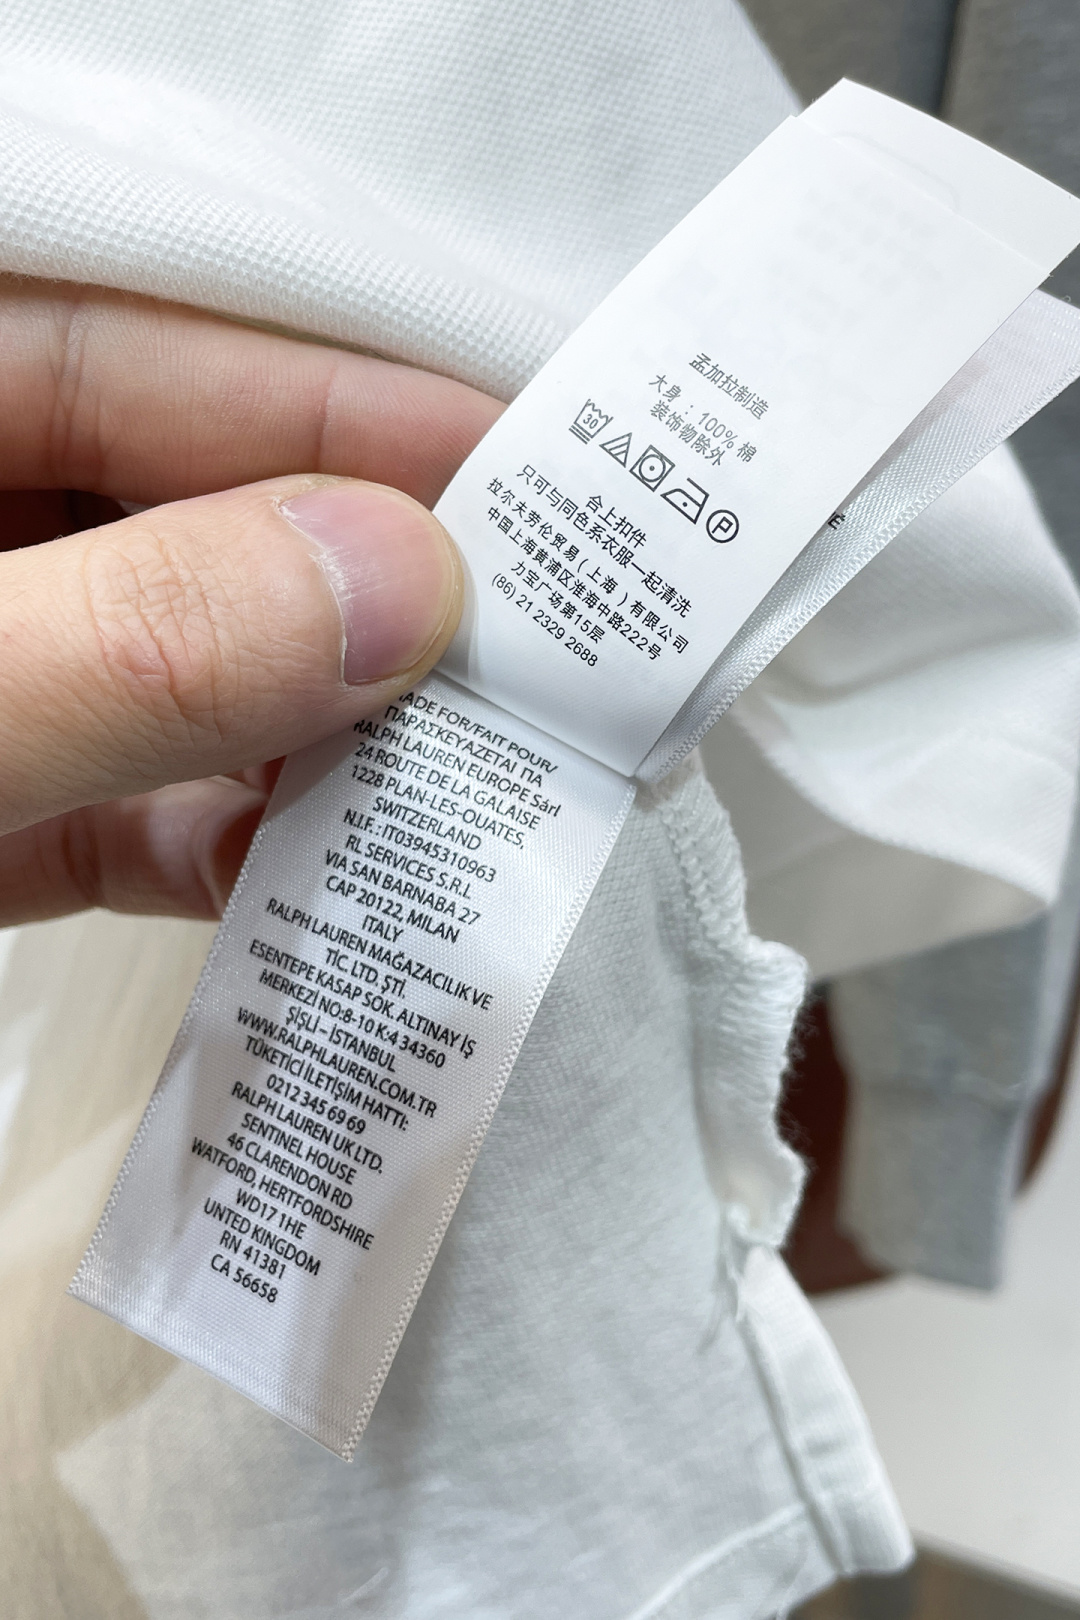 孟加拉制造
大身：100% 棉
装饰物除外
30 P
合上扣件
只可与同色系衣服一起清洗
拉尔夫劳伦贸易(上海)有限公司
中国上海黄浦区淮海中路222号
力宝广场第15层
(86) 21 2329 2688
ADE FOR/FAIT POUR/
ΠΑΡΑΣΚΕΥΑΖΕΤΑΙ ΓΙΑ
RALPH LAUREN EUROPE Sàrl
24 ROUTE DE LA GALAISE
1228 PLAN-LES-OUATES,
SWITZERLAND
N.I.F.: IT03945310963
RL SERVICES S.R.L
VIA SAN BARNABA 27
CAP 20122, MILAN
ITALY
RALPH LAUREN MAĞAZACILIK VE
TİC. LTD. ŞTİ.
ESENTEPE KASAP SOK. ALTINAY İŞ
MERKEZİ NO:8-10 K:4 34360
ŞİŞLİ – İSTANBUL
WWW.RALPHLAUREN.COM.TR
TÜKETİCİ İLETİŞİM HATTI:
0212 345 69 69
RALPH LAUREN UK LTD.
SENTINEL HOUSE
46 CLARENDON RD
WATFORD, HERTFORDSHIRE
WD17 1HE
UNITED KINGDOM
RN 41381
CA 56658